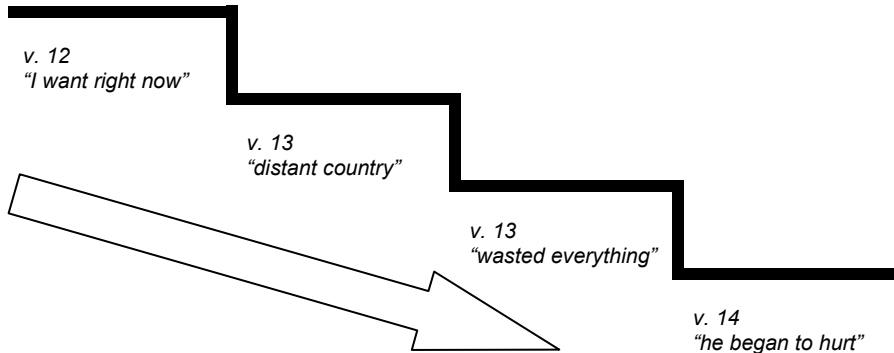 v. 12
“I want right now”
v. 13
“distant country”
v. 13
“wasted everything”
v. 14
“he began to hurt”